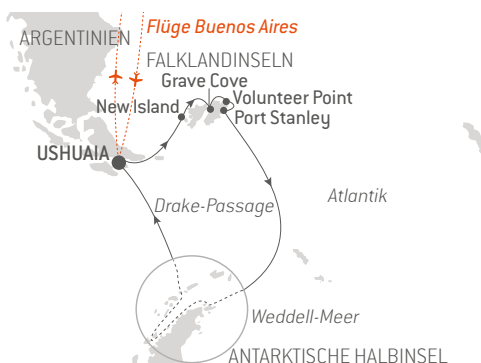 Flüge Buenos Aires
ARGENTINIEN
FALKLANDINSELN
Grave Cove
Volunteer Point
New Island
Port Stanley
USHUAIA
Drake-Passage
Atlantik
Weddell-Meer
ANTARKTISCHE HALBINSEL